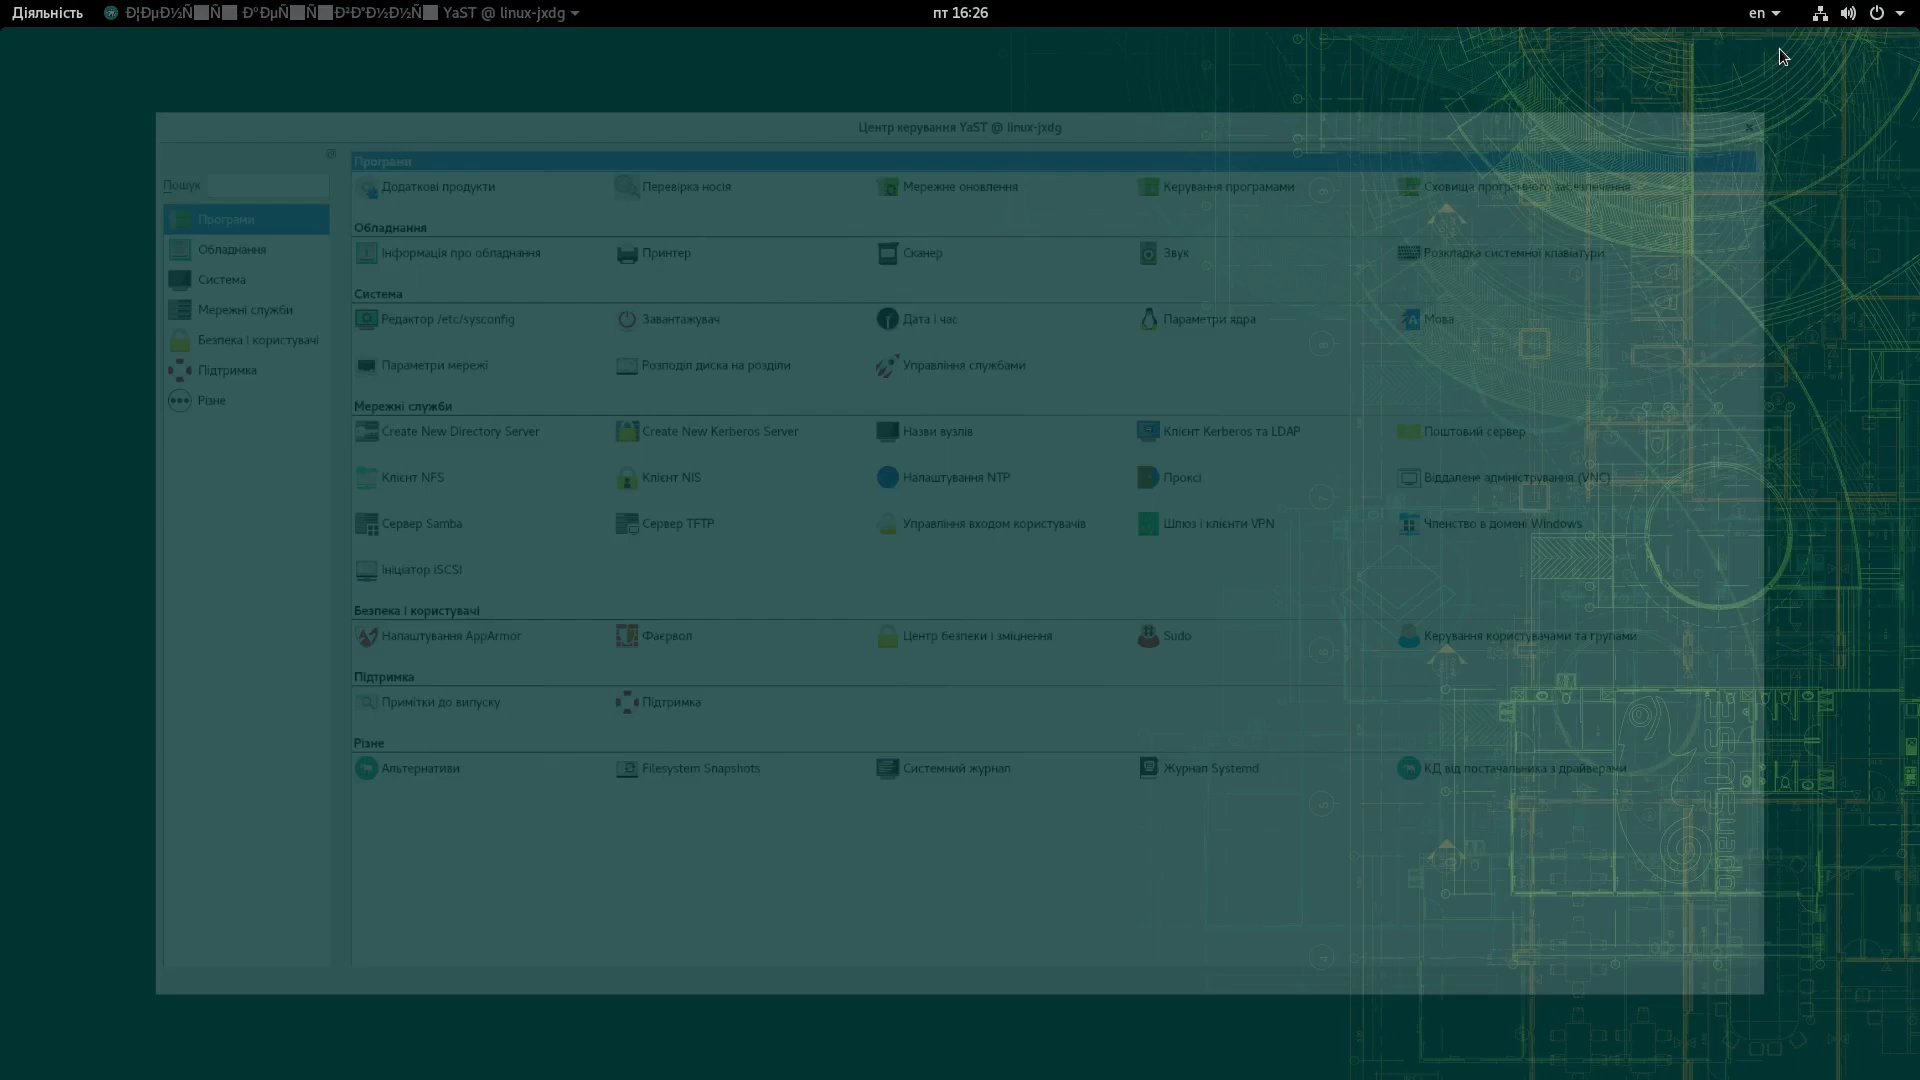 Діяльність YaST @ linux-jxdg пт 16:26 en
Центр керування YaST @ linux-jxdg
Пошук
Програми
Обладнання
Система
Мережні служби
Безпека і користувачі
Підтримка
Різне
Програми
Додаткові продукти Перевірка носія Мережне оновлення Керування програмами Сховища програмного забезпечення
Обладнання
Інформація про обладнання Принтер Сканер Звук Розкладка системної клавіатури
Система
Редактор /etc/sysconfig Завантажувач Дата і час Параметри ядра Мова
Параметри мережі Розподіл диска на розділи Управління службами
Мережні служби
Create New Directory Server Create New Kerberos Server Назви вузлів Клієнт Kerberos та LDAP Поштовий сервер
Клієнт NFS Клієнт NIS Налаштування NTP Проксі Віддалене адміністрування (VNC)
Сервер Samba Сервер TFTP Управління входом користувачів Шлюз і клієнти VPN Членство в домені Windows
Ініціатор iSCSI
Безпека і користувачі
Налаштування AppArmor Фаєрвол Центр безпеки і зміцнення Sudo Керування користувачами та групами
Підтримка
Примітки до випуску Підтримка
Різне
Альтернативи Filesystem Snapshots Системний журнал Журнал Systemd КД від постачальника з драйверами
openSUSE